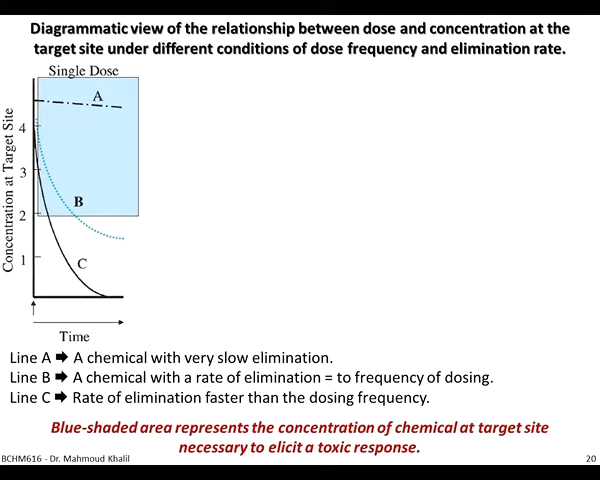 Diagrammatic view of the relationship between dose and concentration at the
target site under different conditions of dose frequency and elimination rate.
Single Dose
Concentration at Target Site
4
3
2
1
A
B
C
Time
Line A ➡ A chemical with very slow elimination.
Line B ➡ A chemical with a rate of elimination = to frequency of dosing.
Line C ➡ Rate of elimination faster than the dosing frequency.
Blue-shaded area represents the concentration of chemical at target site
necessary to elicit a toxic response.
BCHM616 - Dr. Mahmoud Khalil
20